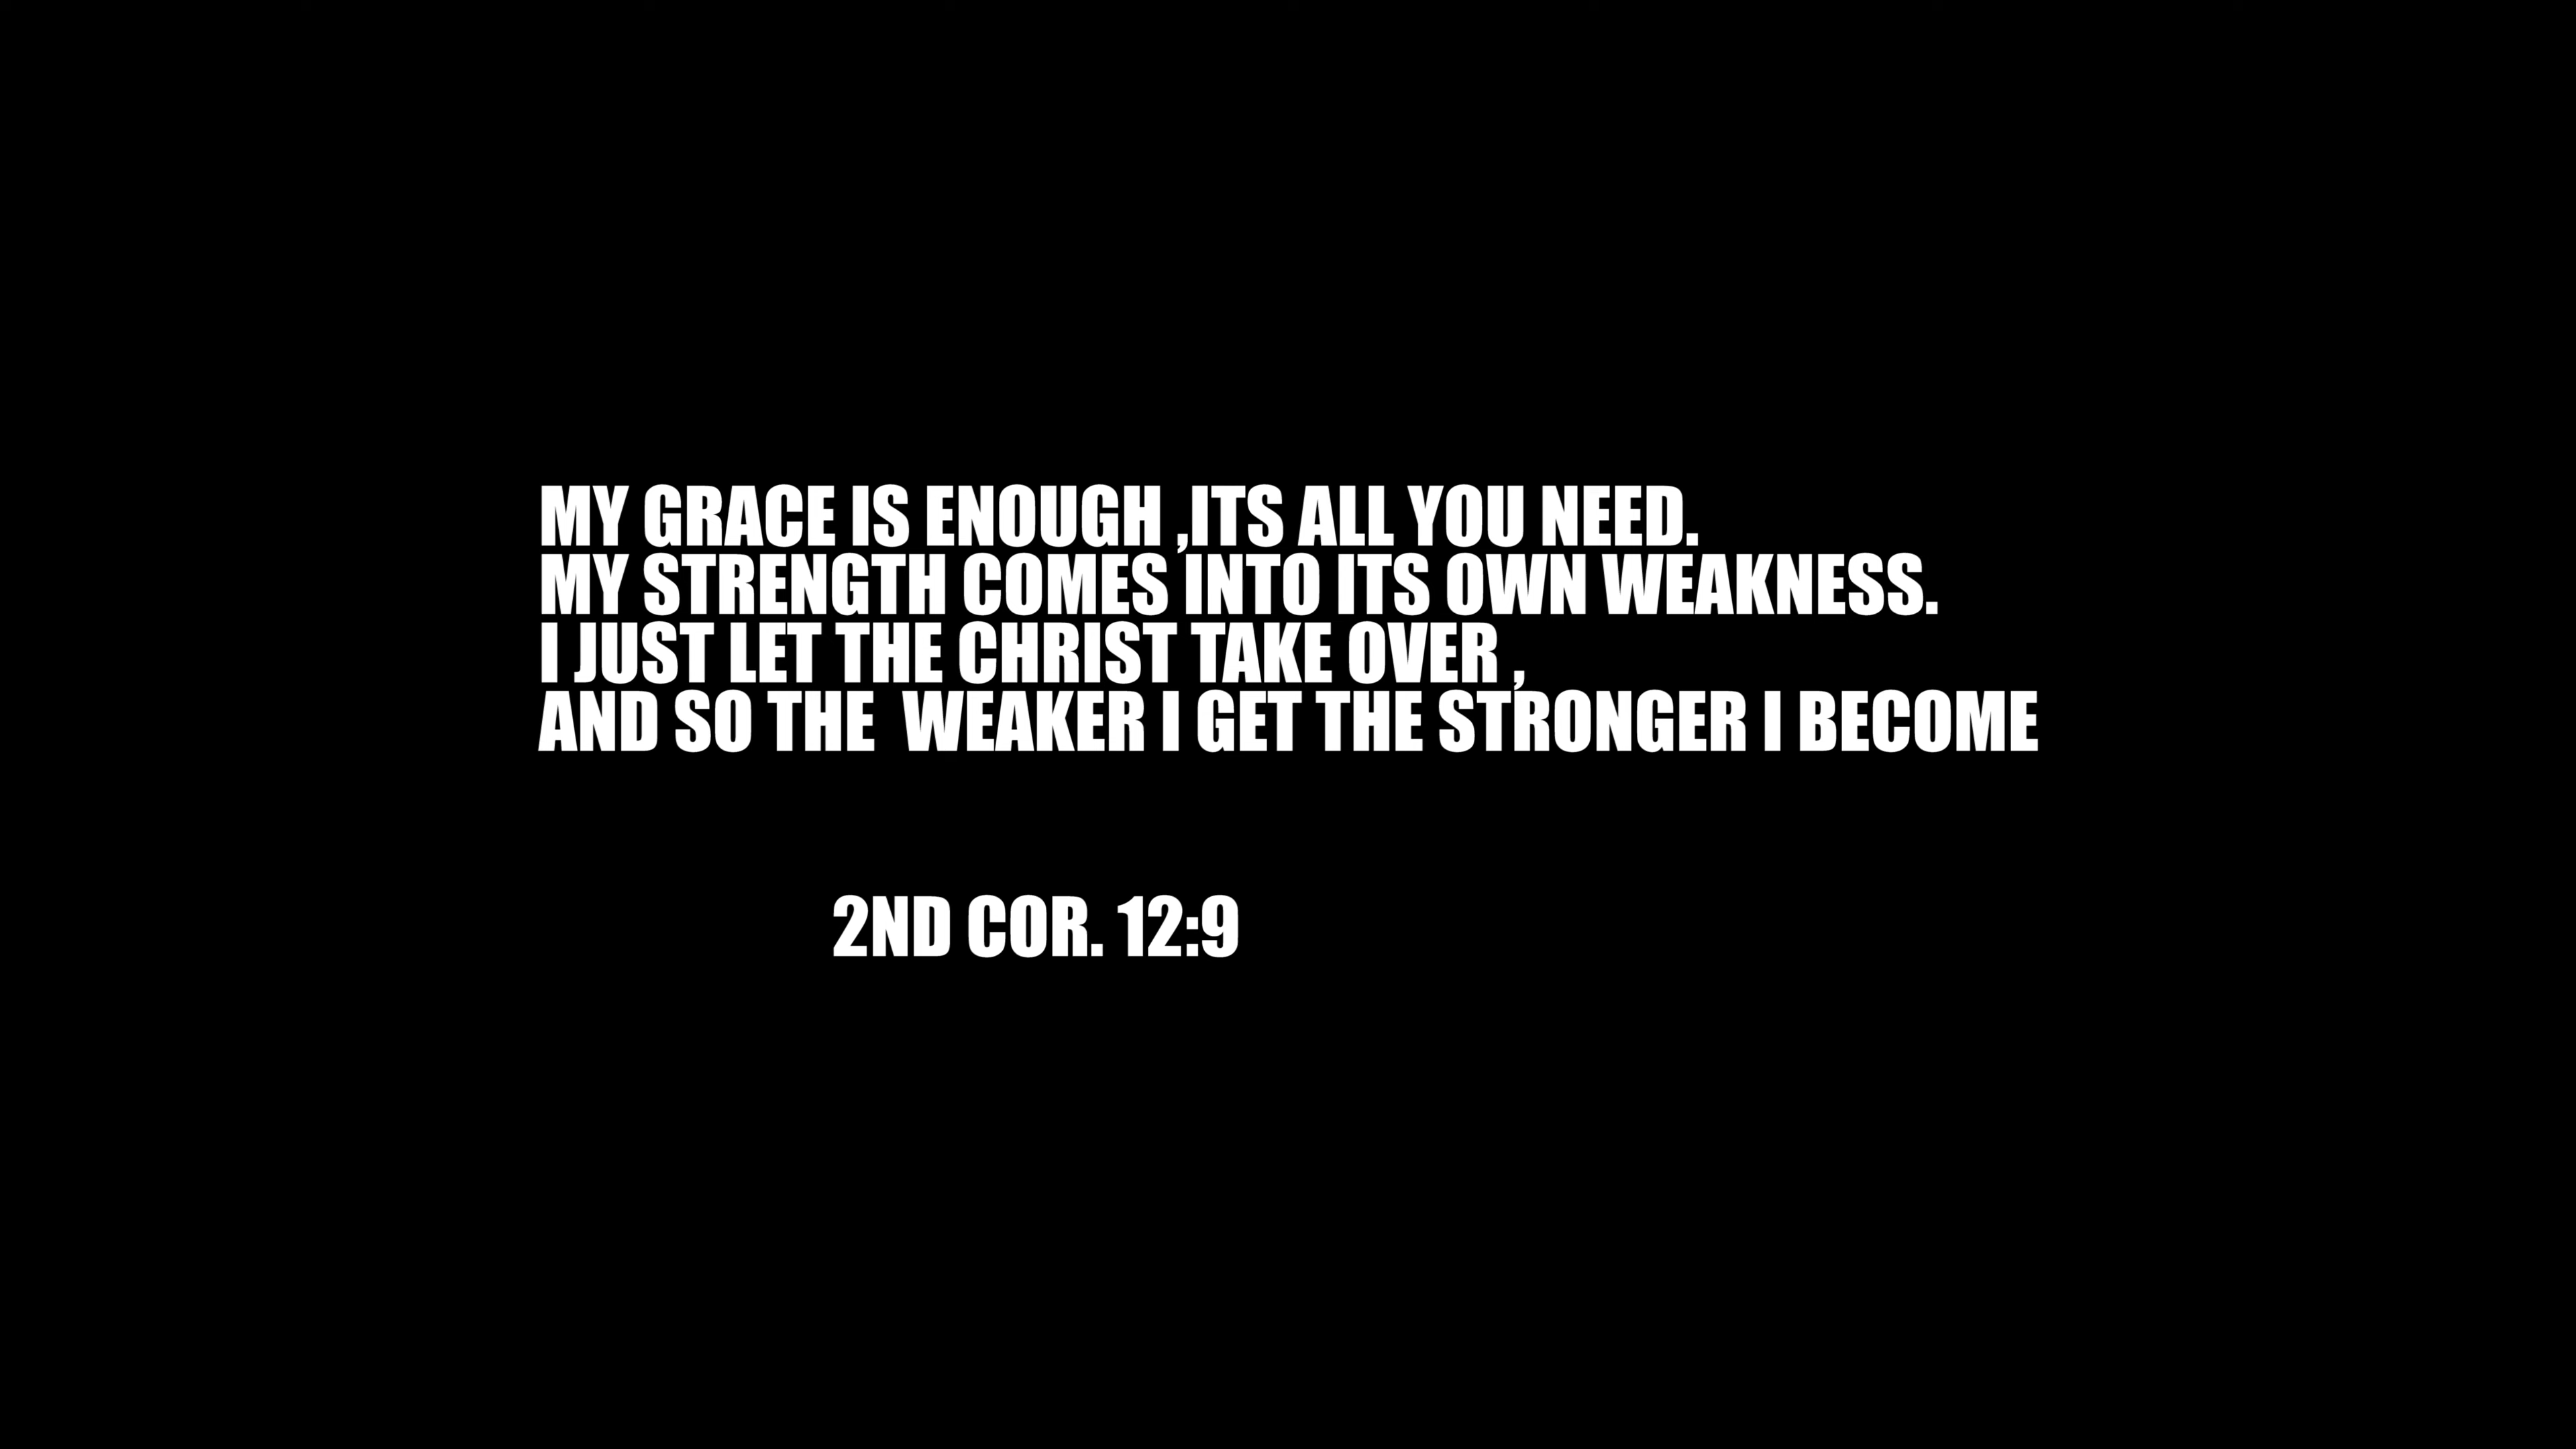 MY GRACE IS ENOUGH ,ITS ALL YOU NEED.
MY STRENGTH COMES INTO ITS OWN WEAKNESS.
I JUST LET THE CHRIST TAKE OVER ,
AND SO THE  WEAKER I GET THE STRONGER I BECOME
2ND COR. 12:9